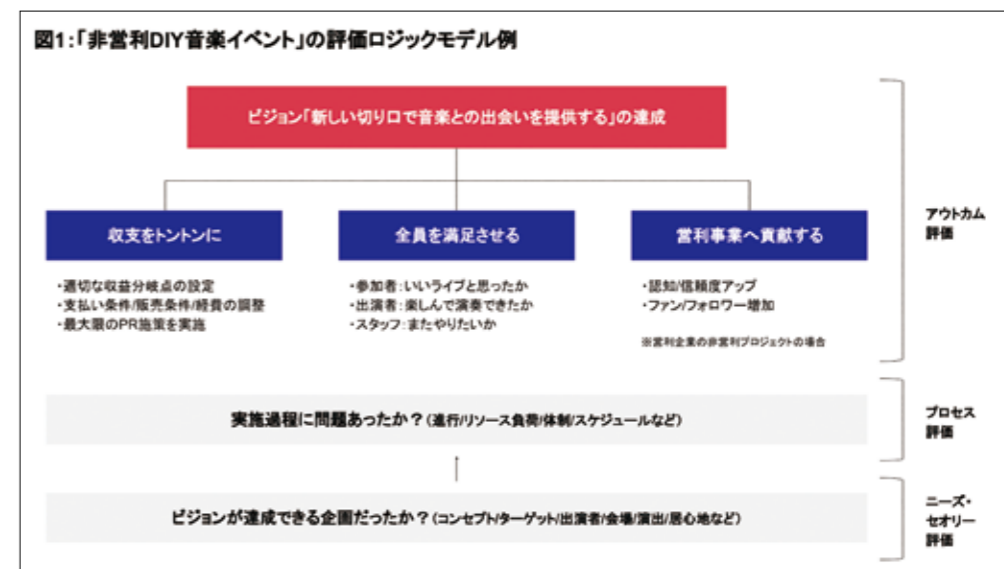 図1:「非営利DIY音楽イベント」の評価ロジックモデル例
ビジョン「新しい切り口で音楽との出会いを提供する」の達成
収支をトントンに
・適切な収益分岐点の設定
・支払い条件/販売条件/経費の調整
・最大限のPR施策を実施
全員を満足させる
・参加者:いいライブと思ったか
・出演者:楽しんで演奏できたか
・スタッフ:またやりたいか
営利事業へ貢献する
・認知/信頼度アップ
・ファン/フォロワー増加
※営利企業の非営利プロジェクトの場合
アウトカム
評価
実施過程に問題あったか?(進行/リソース負荷/体制/スケジュールなど)
プロセス
評価
ビジョンが達成できる企画だったか?(コンセプト/ターゲット/出演者/会場/演出/居心地など)
ニーズ・
セオリー
評価